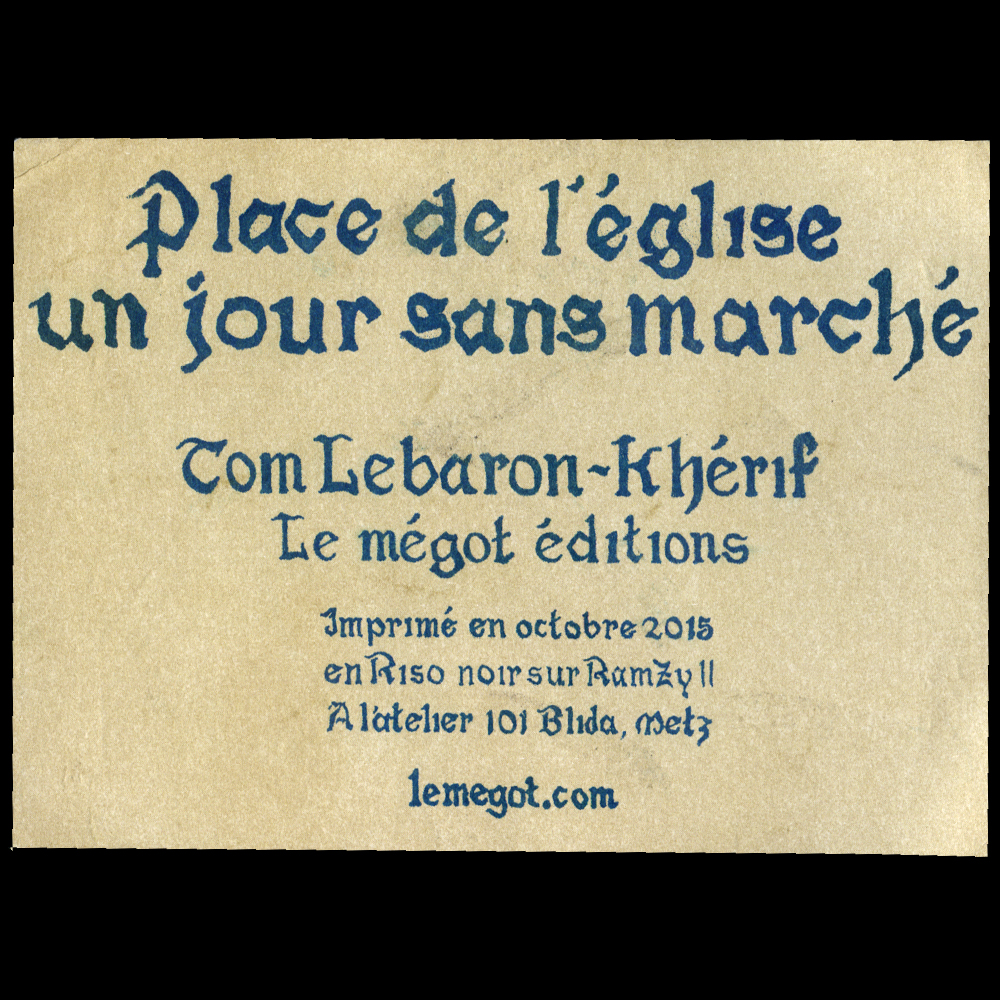 Place de l'église
un jour sans marché
Tom Lebaron-Khérif
Le mégot éditions
Imprimé en octobre 2015
en Riso noir sur RamZy II
A l'atelier 101 Blida, Metz
lemegot.com